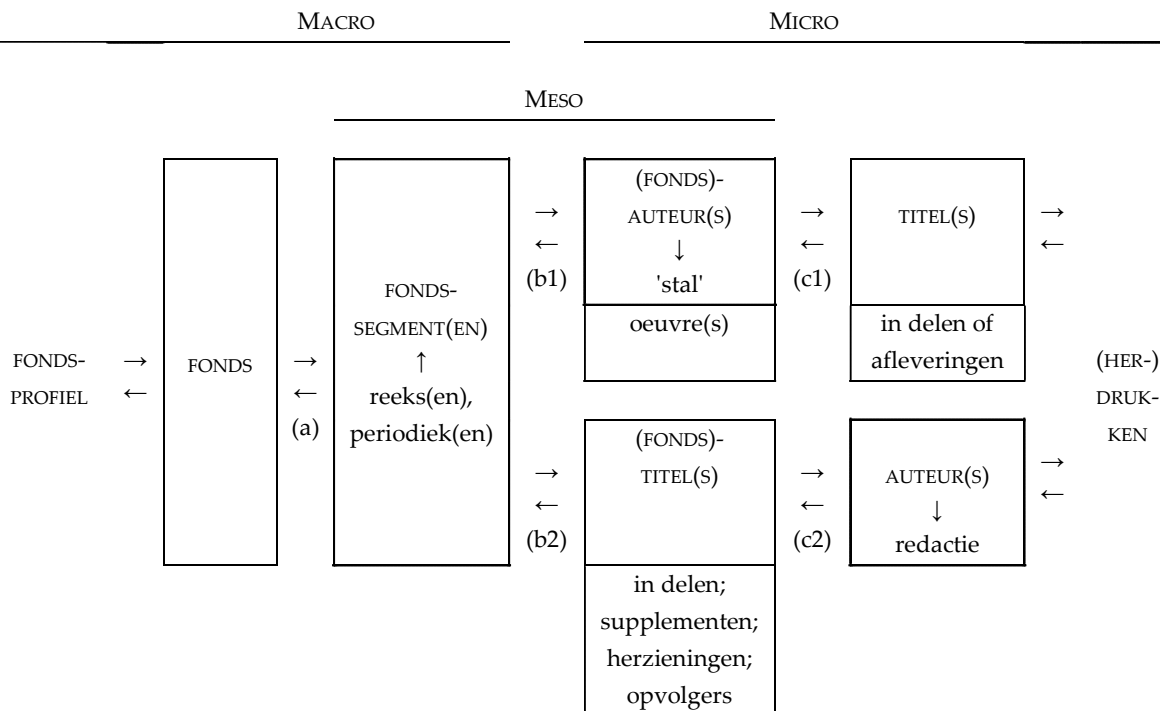 MACRO
MICRO
MESO
FONDS-
PROFIEL
→
←
FONDS
→
←
(a)
FONDS-
SEGMENT(EN)
↑
reeks(en),
periodiek(en)
→
←
(b1)
(FONDS)-
AUTEUR(S)
↓
'stal'
oeuvre(s)
→
←
(c1)
TITEL(S)
in delen of
afleveringen
→
←
→
←
(b2)
(FONDS)-
TITEL(S)
in delen;
supplementen;
herzieningen;
opvolgers
→
←
(c2)
AUTEUR(S)
↓
redactie
→
←
(HER-)
DRUK-
KEN